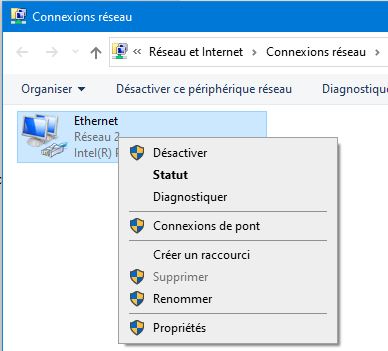 Connexions réseau
« Réseau et Internet › Connexions réseau ›
Organiser Désactiver ce périphérique réseau
Ethernet
Réseau 2
Intel(R)
Désactiver
Statut
Diagnostiquer
Connexions de pont
Créer un raccourci
Supprimer
Renommer
Propriétés